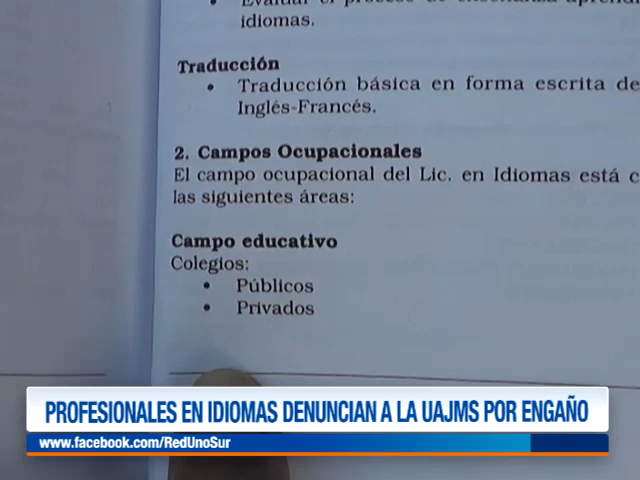 idiomas.
Traducción
• Traducción básica en forma escrita de
Inglés-Francés.
2. Campos Ocupacionales
El campo ocupacional del Lic. en Idiomas está c
las siguientes áreas:
Campo educativo
Colegios:
• Públicos
• Privados
PROFESIONALES EN IDIOMAS DENUNCIAN A LA UAJMS POR ENGAÑO
www.facebook.com/RedUnoSur